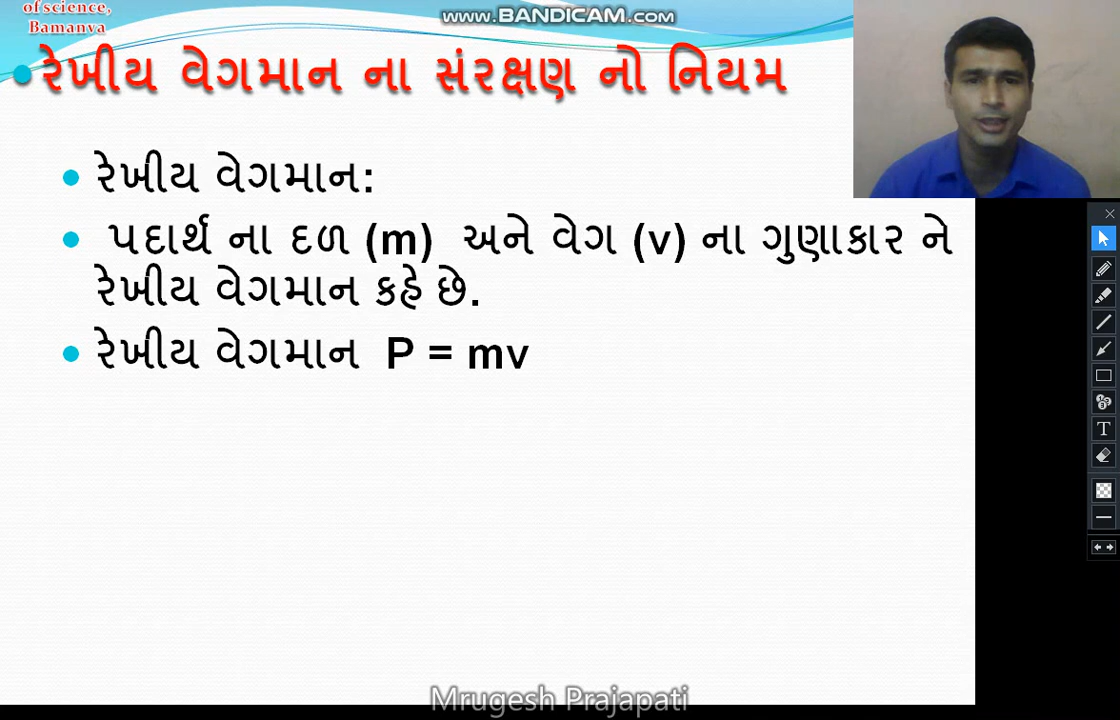 of science,
Bamanva
www.BANDICAM.com
રેખીય વેગમાન ના સંરક્ષણ નો નિયમ
રેખીય વેગમાન:
પદાર્થ ના દળ (m) અને વેગ (v) ના ગુણાકાર ને
રેખીય વેગમાન કહે છે.
રેખીય વેગમાન P = mv
Mrugesh Prajapati